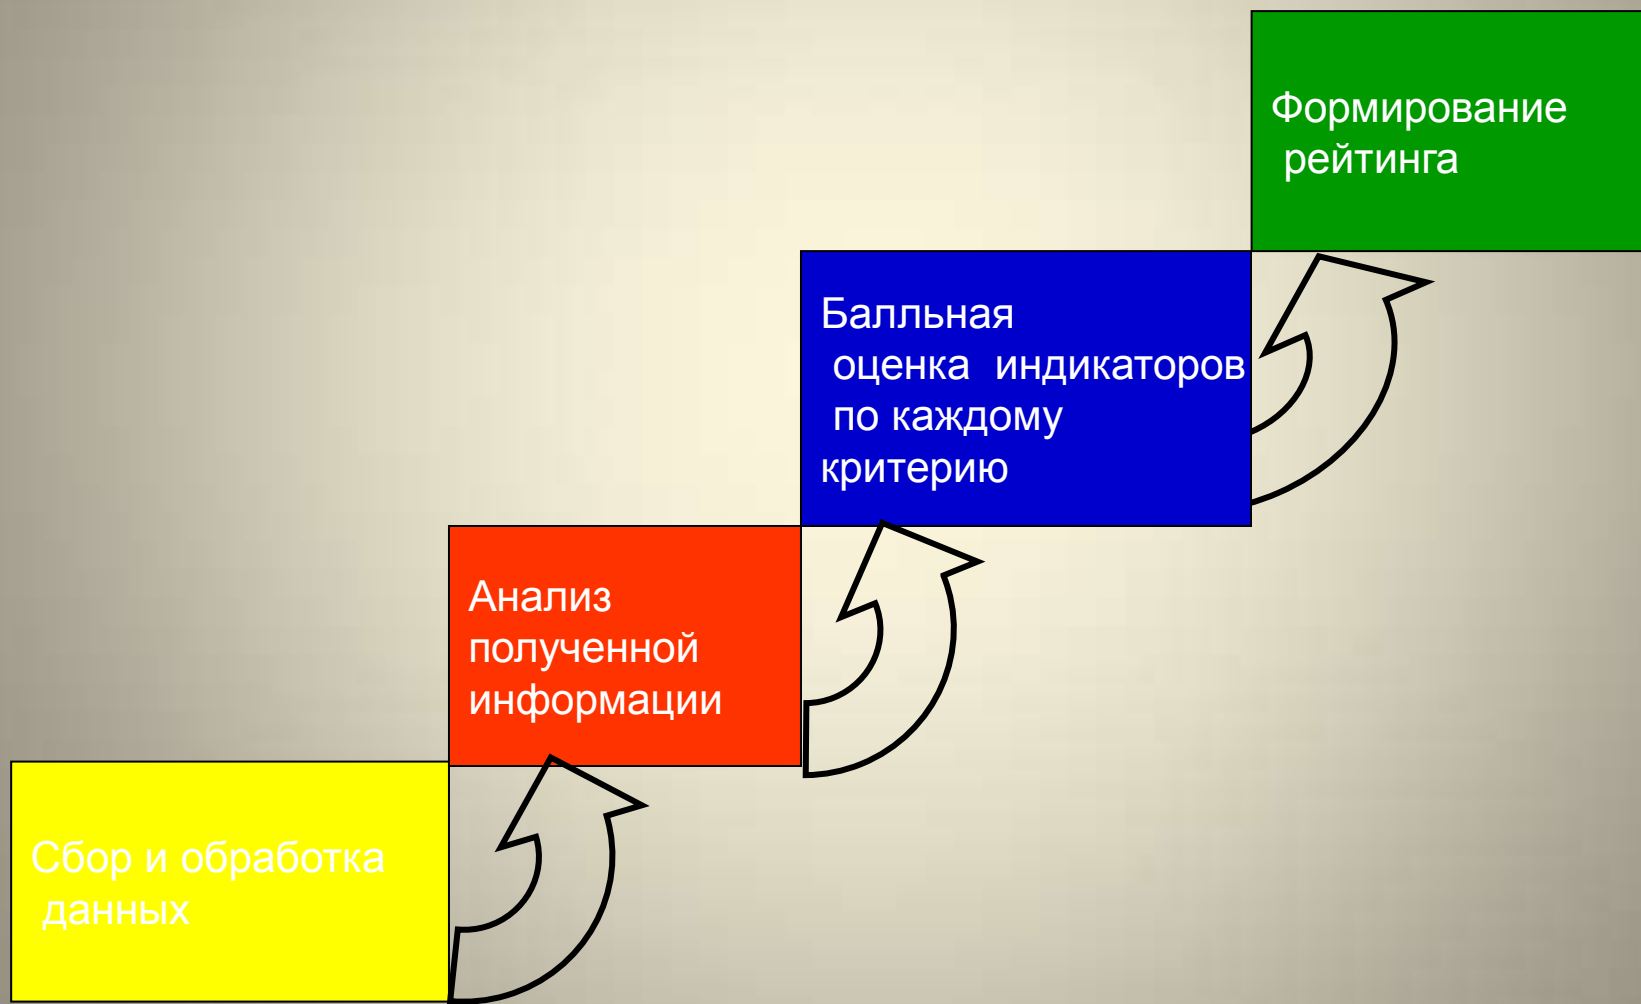 Формирование
рейтинга
Балльная
оценка индикаторов
по каждому
критерию
Анализ
полученной
информации
Сбор и обработка
данных